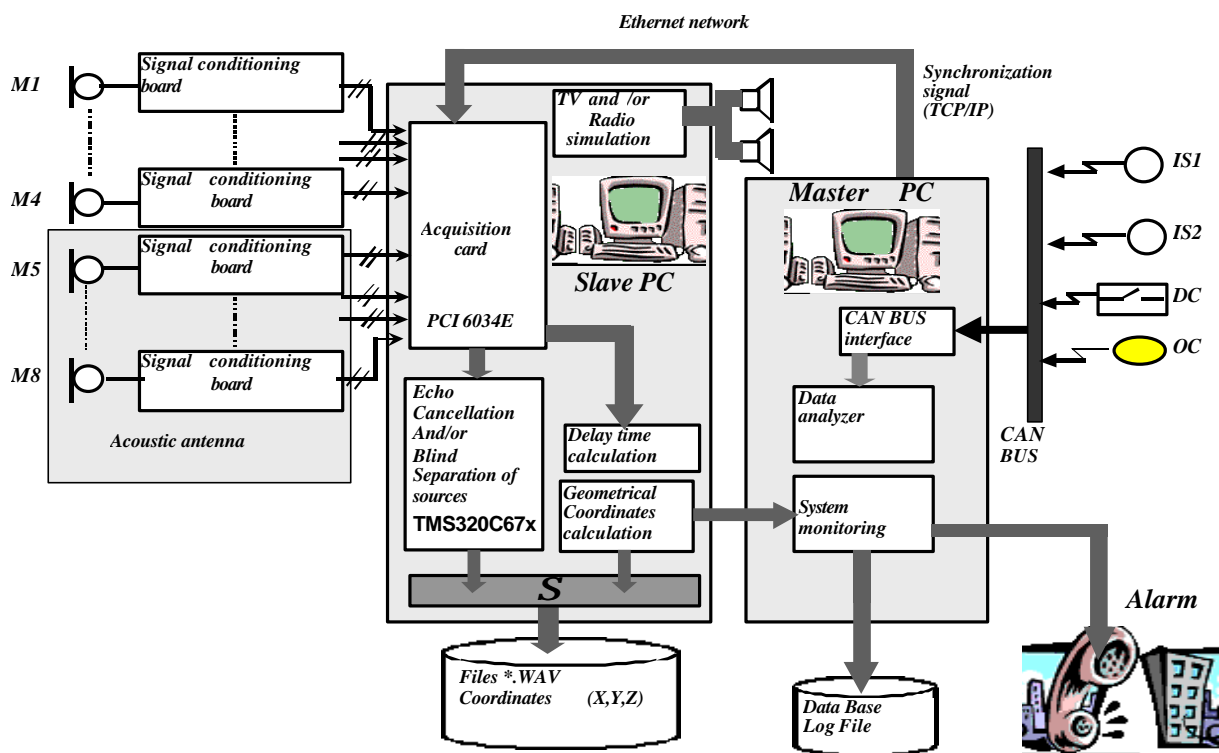 Ethernet network
M1
Signal conditioning
board
M4
Signal conditioning
board
M5
Signal conditioning
board
M8
Signal conditioning
board
Acoustic antenna
Acquisition
card
PCI 6034E
TV and /or
Radio
simulation
Slave PC
Echo
Cancellation
And/or
Blind
Separation of
sources
TMS320C67x
Delay time
calculation
Geometrical
Coordinates
calculation
S
Files *.WAV
Coordinates (X,Y,Z)
Synchronization
signal
(TCP/IP)
Master PC
CAN BUS
interface
Data
analyzer
System
monitoring
Data Base
Log File
IS1
IS2
DC
OC
CAN
BUS
Alarm